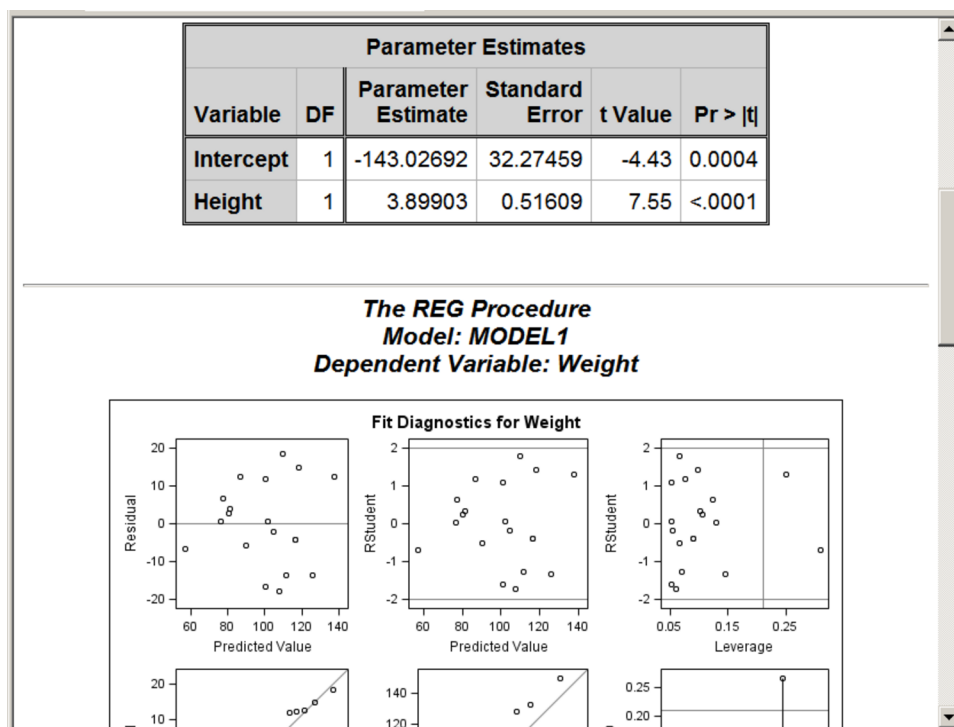 Parameter Estimates
Variable DF Parameter Estimate Standard Error t Value Pr > |t|
Intercept 1 -143.02692 32.27459 -4.43 0.0004
Height 1 3.89903 0.51609 7.55 <.0001
The REG Procedure
Model: MODEL1
Dependent Variable: Weight
Fit Diagnostics for Weight
Residual
20
10
0
-10
-20
60 80 100 120 140
Predicted Value
RStudent
2
1
0
-1
-2
60 80 100 120 140
Predicted Value
RStudent
2
1
0
-1
-2
0.05 0.15 0.25
Leverage
20
10
140
120
0.25
0.20